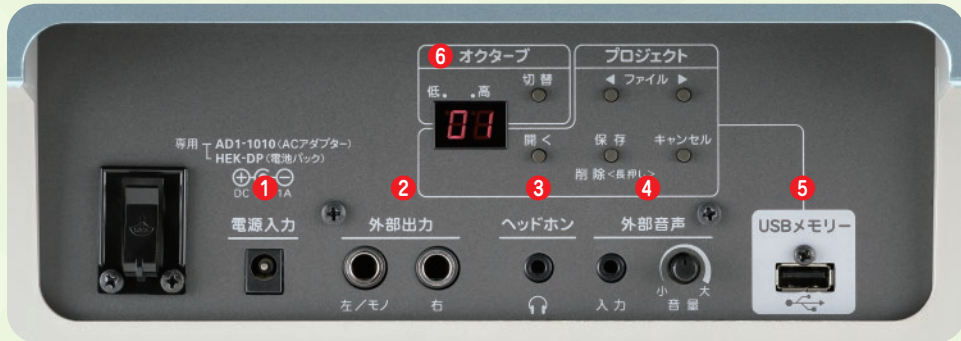 6 オクターブ
プロジェクト
切替
◀ ファイル ▶
低. .高
01
開く
保存
キャンセル
削除<長押し>
専用
AD1-1010(ACアダプター)
HEK-DP(電池パック)
DC
1A
1
2
3
4
5
電源入力
外部出力
ヘッドホン
外部音声
USBメモリー
左/モノ
右
入力
小
大
音量